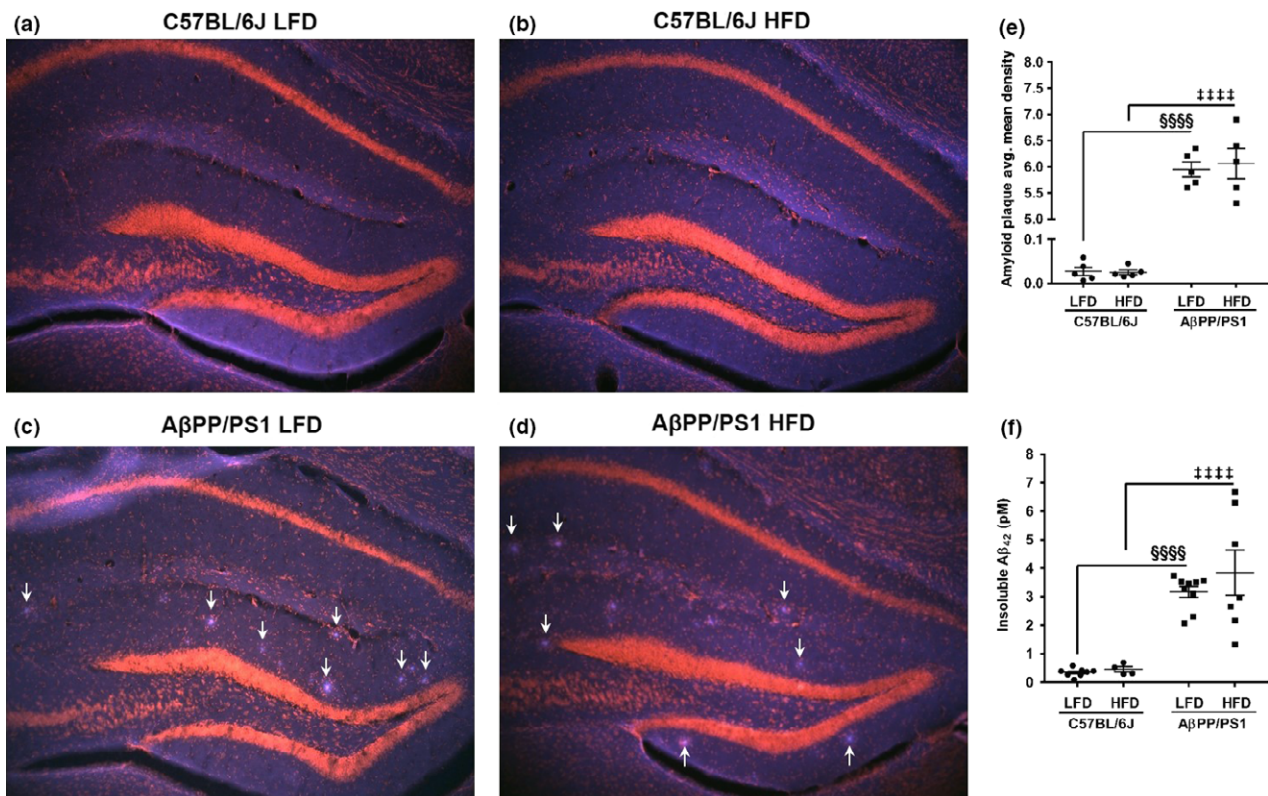 (a) C57BL/6J LFD
(b) C57BL/6J HFD
(c) AβPP/PS1 LFD
(d) AβPP/PS1 HFD
(e)
Amyloid plaque avg. mean density
8.0
7.5
7.0
6.5
6.0
5.5
5.0
0.1
0.0
‡‡‡‡
§§§§
LFD HFD LFD HFD
C57BL/6J AβPP/PS1
(f)
Insoluble Aβ42 (pM)
8
7
6
5
4
3
2
1
0
‡‡‡‡
§§§§
LFD HFD LFD HFD
C57BL/6J AβPP/PS1